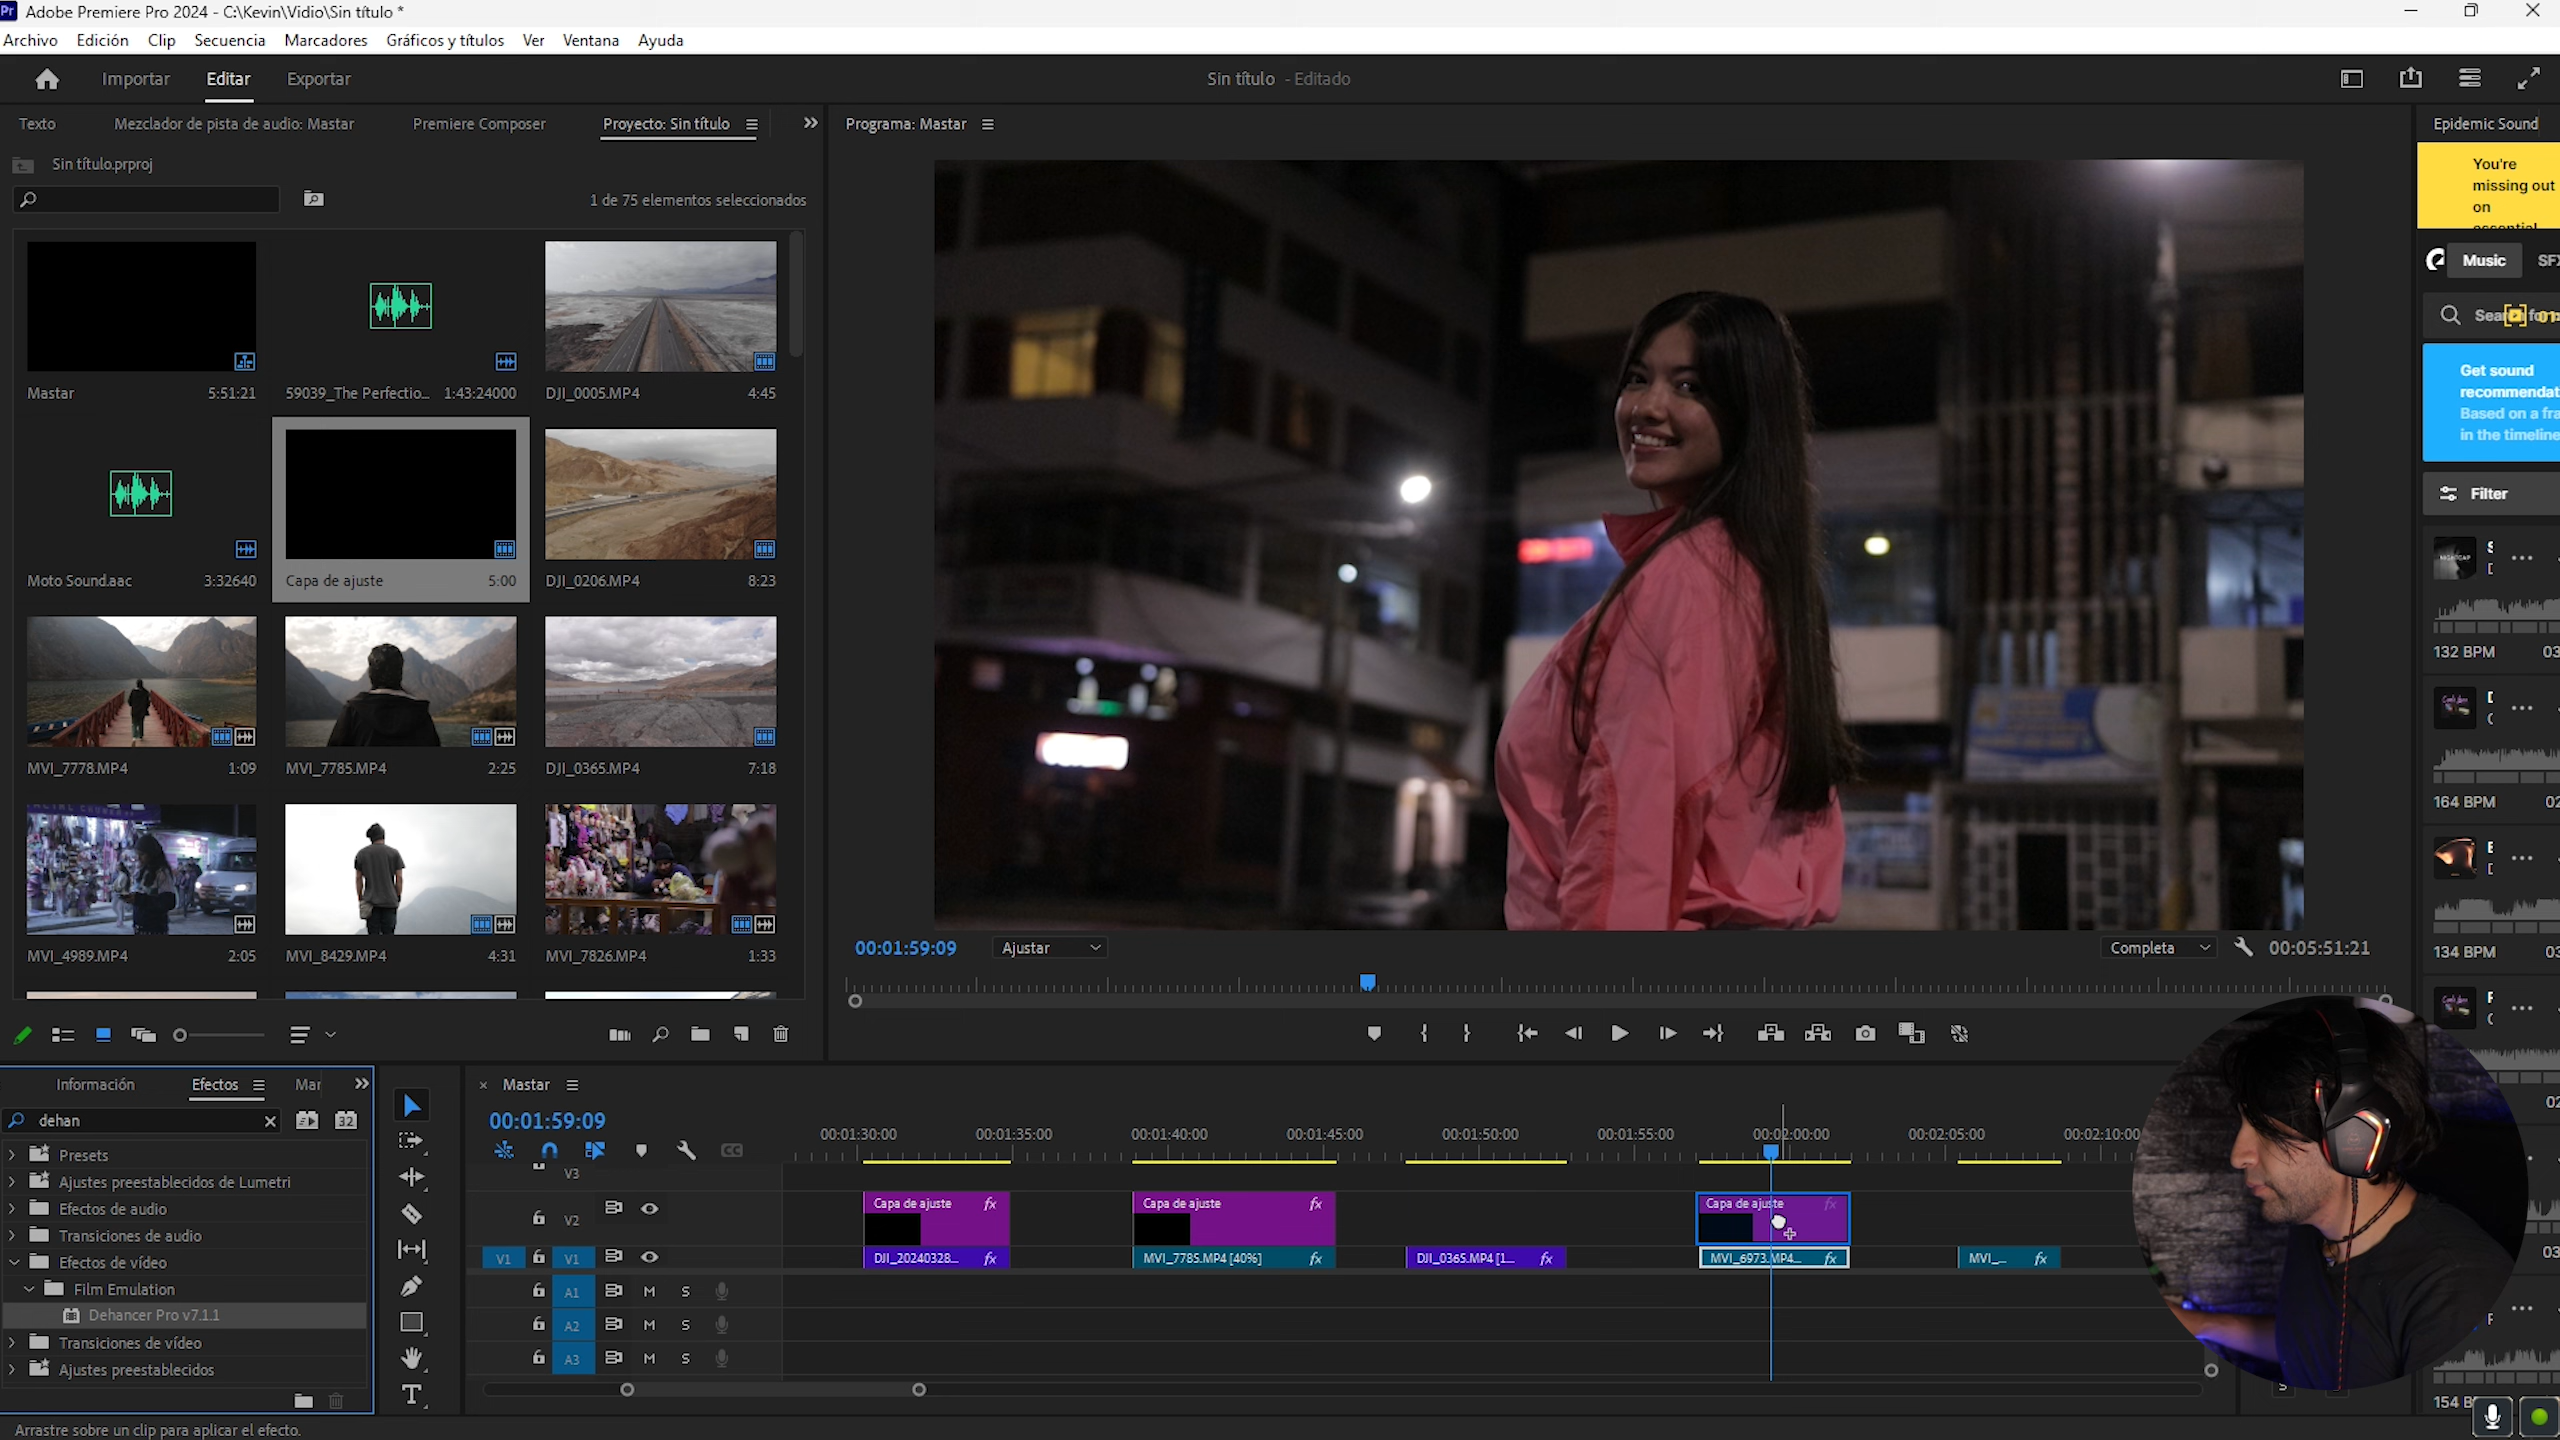 Pr Adobe Premiere Pro 2024 - C:\Kevin\Vidio\Sin título *
Archivo Edición Clip Secuencia Marcadores Gráficos y títulos Ver Ventana Ayuda
Importar Editar Exportar
Sin título - Editado
Texto Mezclador de pista de audio: Mastar Premiere Composer Proyecto: Sin título
Sin título.prproj
1 de 75 elementos seleccionados
Mastar 5:51:21
59039_The Perfectio... 1:43:24000
DJI_0005.MP4 4:45
Moto Sound.aac 3:32640
Capa de ajuste 5:00
DJI_0206.MP4 8:23
MVI_7778.MP4 1:09
MVI_7785.MP4 2:25
DJI_0365.MP4 7:18
MVI_4989.MP4 2:05
MVI_8429.MP4 4:31
MVI_7826.MP4 1:33
Programa: Mastar
00:01:59:09 Ajustar Completa 00:05:51:21
Epidemic Sound
You're
missing out
on
essential
Music SFX
Get sound
recommendat
Based on a fra
in the timeline
Filter
132 BPM 03
164 BPM 02
134 BPM 03
154 B
Información Efectos Mar
dehan
32
Presets
Ajustes preestablecidos de Lumetri
Efectos de audio
Transiciones de audio
Efectos de vídeo
Film Emulation
Dehancer Pro v7.1.1
Transiciones de vídeo
Ajustes preestablecidos
Mastar
00:01:59:09
00:01:30:00 00:01:35:00 00:01:40:00 00:01:45:00 00:01:50:00 00:01:55:00 00:02:00:00 00:02:05:00 00:02:10:00
V3
V2
Capa de ajuste fx
Capa de ajuste fx
Capa de ajuste fx
V1 V1
DJI_20240328... fx
MVI_7785.MP4 [40%] fx
DJI_0365.MP4 [1... fx
MVI_6973.MP4... fx
MVI_... fx
A1 M S
A2 M S
A3 M S
Arrastre sobre un clip para aplicar el efecto.